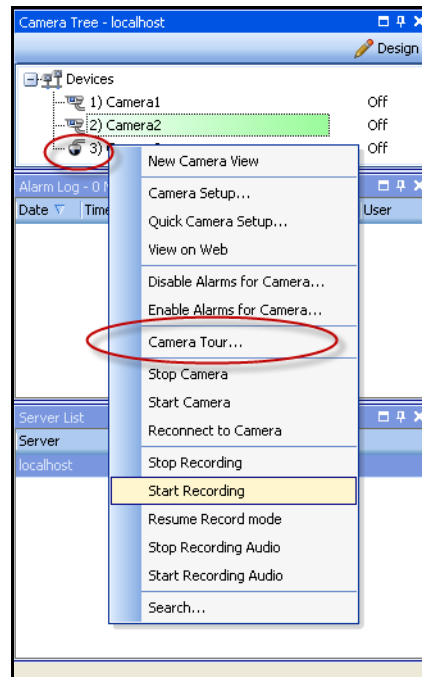 Camera Tree - localhost
Design
Devices
1) Camera1 Off
2) Camera2 Off
3) Off
Alarm Log - 0
Date Time User
Server List
Server
localhost
New Camera View
Camera Setup...
Quick Camera Setup...
View on Web
Disable Alarms for Camera...
Enable Alarms for Camera...
Camera Tour...
Stop Camera
Start Camera
Reconnect to Camera
Stop Recording
Start Recording
Resume Record mode
Stop Recording Audio
Start Recording Audio
Search...